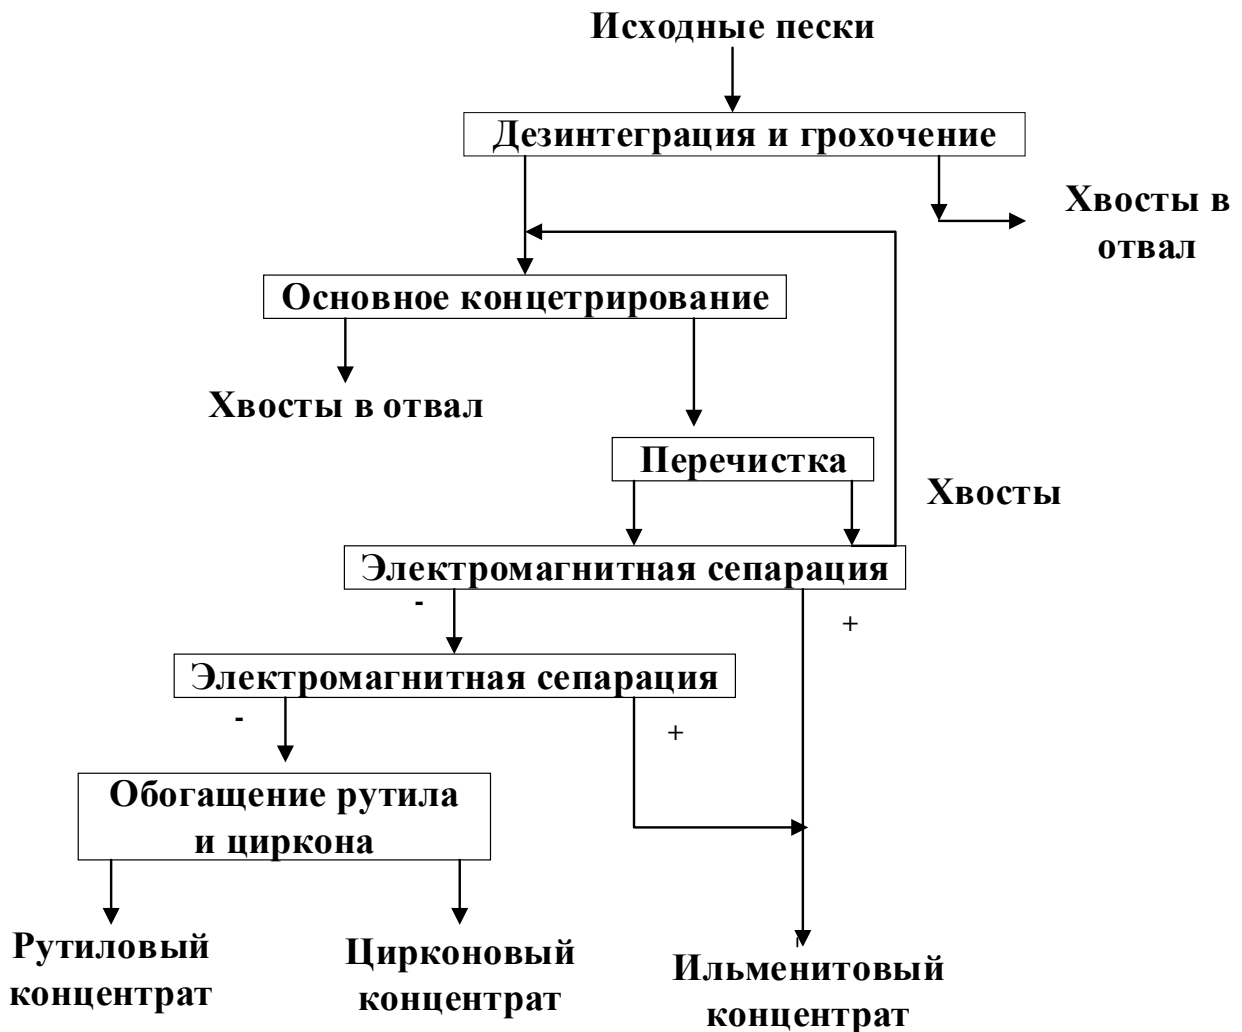 Исходные пески
Дезинтеграция и грохочение
Хвосты в
отвал
Основное концетрирование
Хвосты в отвал
Перечистка
Хвосты
Электромагнитная сепарация
-
+
Электромагнитная сепарация
-
+
Обогащение рутила
и циркона
Рутиловый
концентрат
Цирконовый
концентрат
Ильменитовый
концентрат